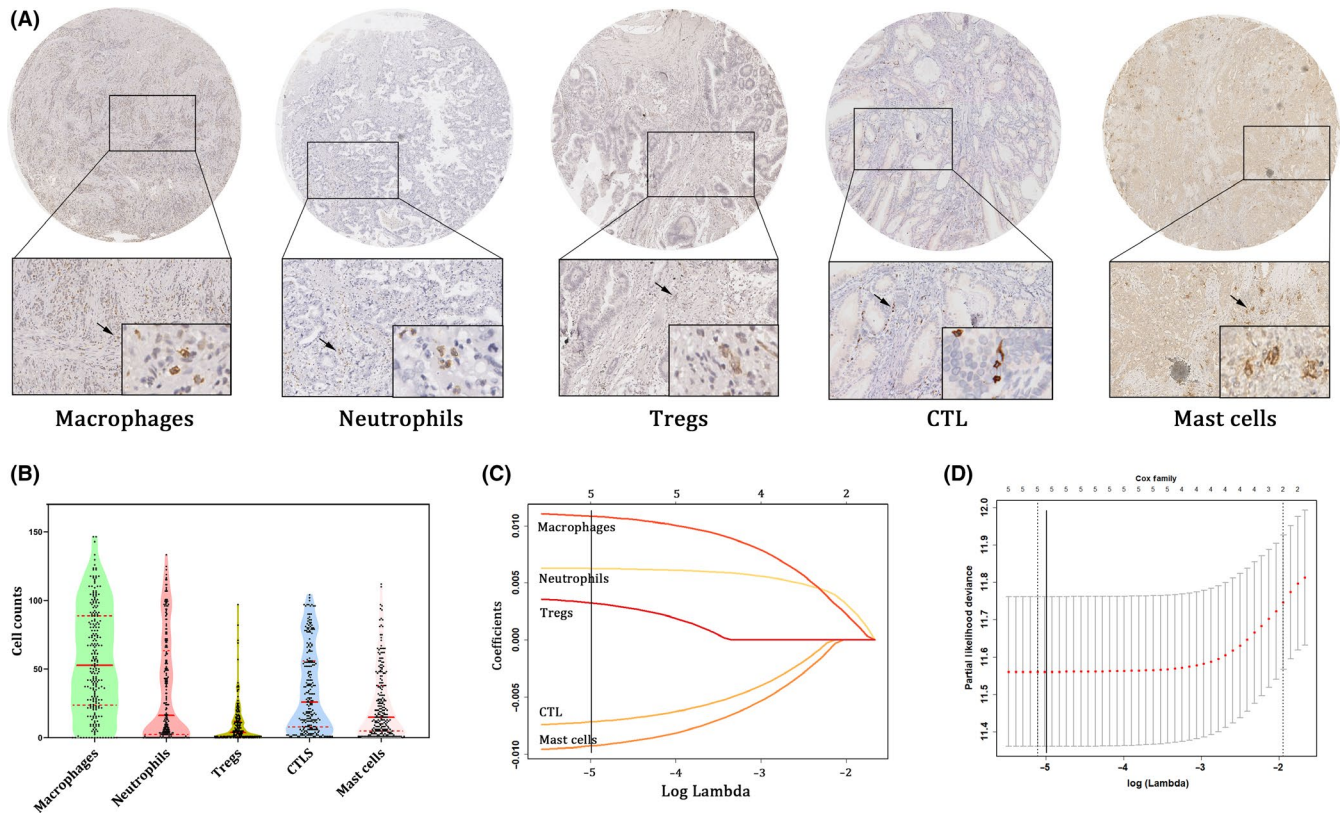 (A)
Macrophages
Neutrophils
Tregs
CTL
Mast cells
(B)
Cell counts
150
100
50
0
Macrophages
Neutrophils
Tregs
CTLS
Mast cells
(C)
5 5 4 2
Coefficients
0.010
0.005
0.000
−0.005
−0.010
Macrophages
Neutrophils
Tregs
CTL
Mast cells
−5 −4 −3 −2
Log Lambda
(D)
Cox family
5 5 5 5 5 5 5 5 5 5 5 4 4 4 4 4 3 2 2
Partial likelihood deviance
12.0
11.9
11.8
11.7
11.6
11.5
11.4
−5 −4 −3 −2
log (Lambda)